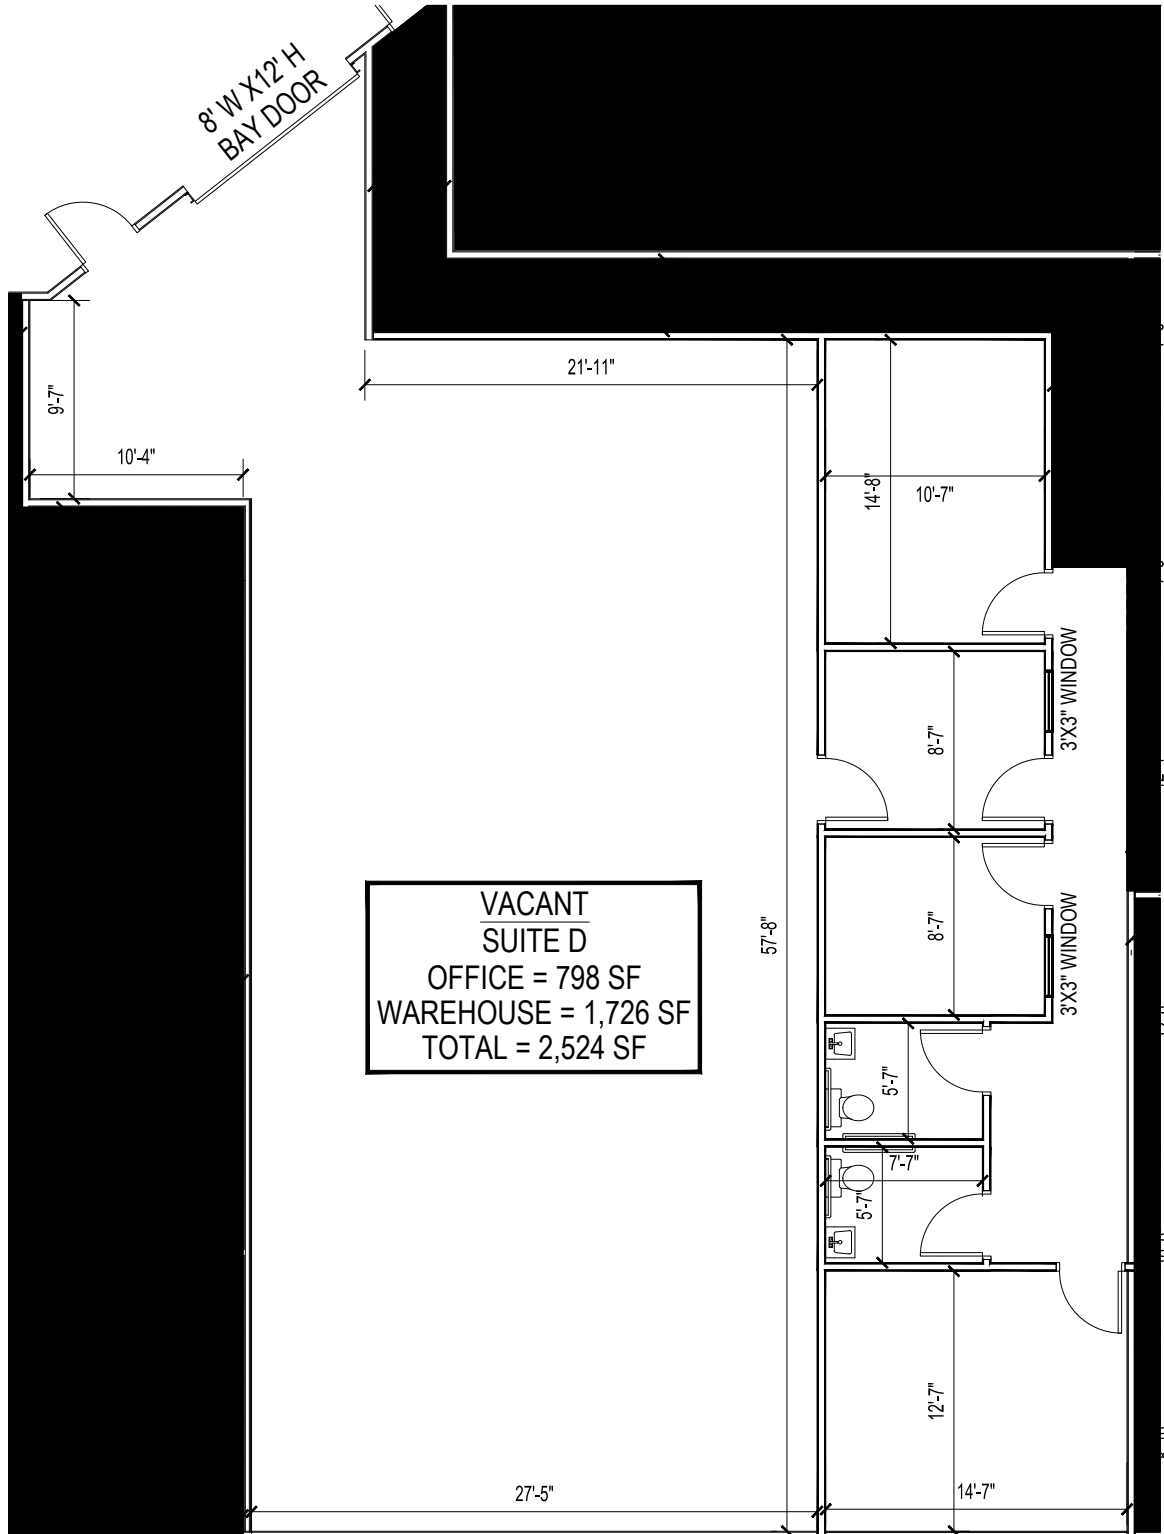 8' W X12' H
BAY DOOR
21'-11"
9'-7"
10'-4"
14'-8"
10'-7"
3'X3" WINDOW
8'-7"
VACANT
SUITE D
OFFICE = 798 SF
WAREHOUSE = 1,726 SF
TOTAL = 2,524 SF
57'-8"
8'-7"
3'X3" WINDOW
5'-7"
7'-7"
5'-7"
12'-7"
27'-5"
14'-7"